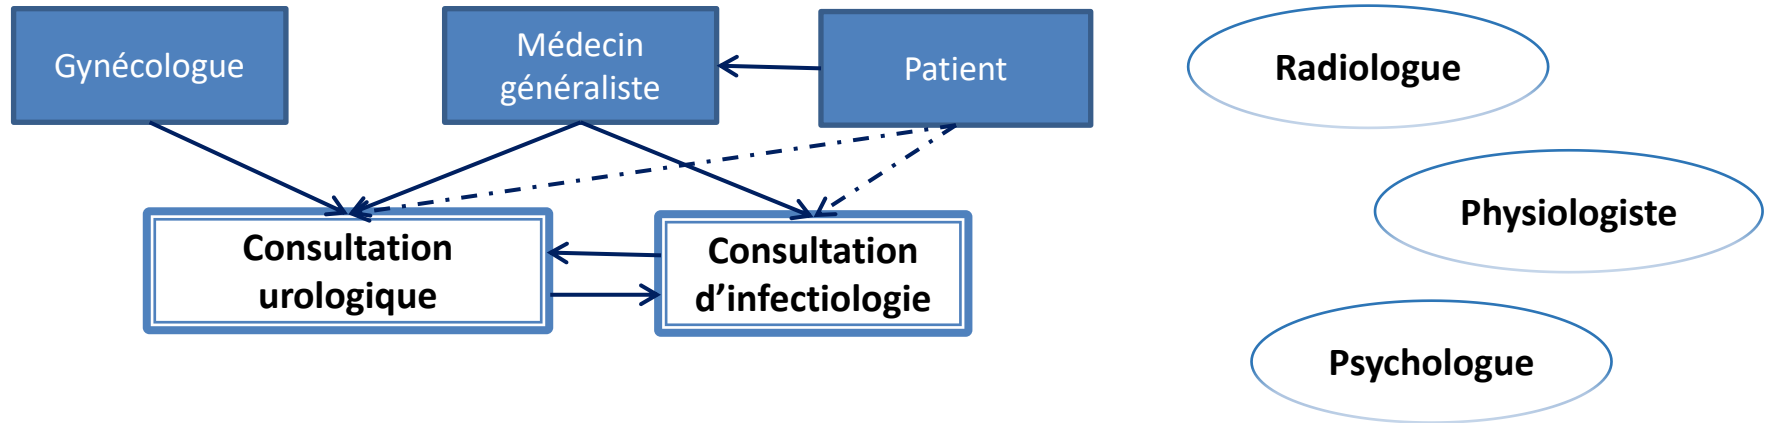 Gynécologue
Médecin
généraliste
Patient
Radiologue
Physiologiste
Consultation
urologique
Consultation
d’infectiologie
Psychologue